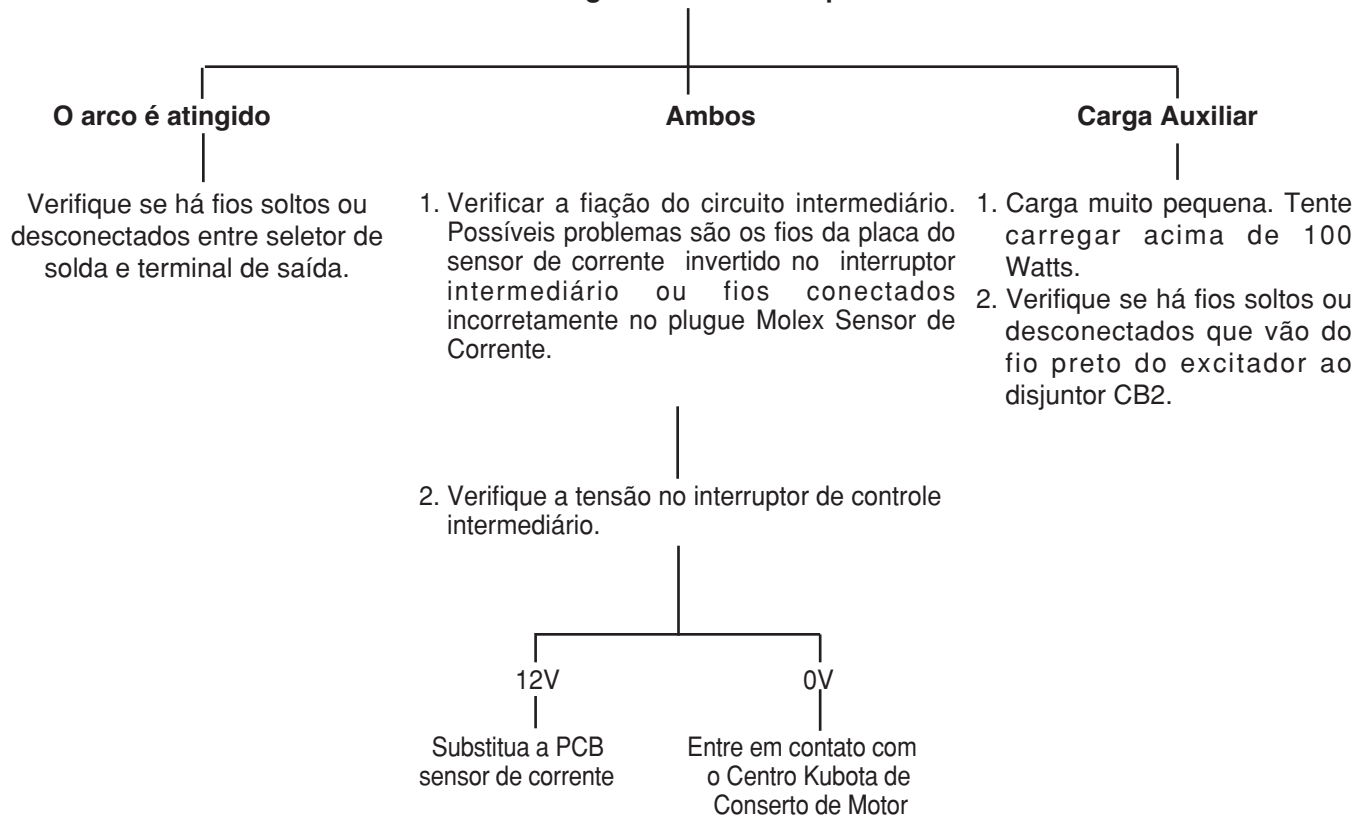 O arco é atingido
Verifique se há fios soltos ou
desconectados entre seletor de
solda e terminal de saída.
Ambos
1. Verificar a fiação do circuito intermediário.
Possíveis problemas são os fios da placa do
sensor de corrente invertido no interruptor
intermediário ou fios conectados
incorretamente no plugue Molex Sensor de
Corrente.
2. Verifique a tensão no interruptor de controle
intermediário.
12V
Substitua a PCB
sensor de corrente
0V
Entre em contato com
o Centro Kubota de
Conserto de Motor
Carga Auxiliar
1. Carga muito pequena. Tente
carregar acima de 100
Watts.
2. Verifique se há fios soltos ou
desconectados que vão do
fio preto do excitador ao
disjuntor CB2.